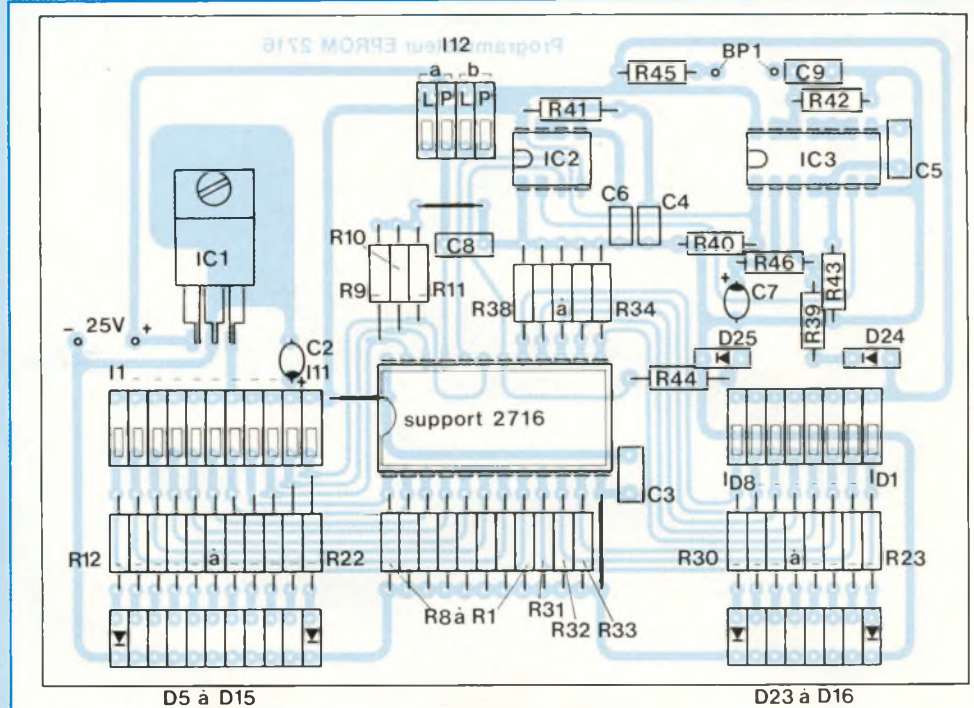 Programmateur EPROM 2716
I12
a b
L P L P
R45
BP1
C9
R42
R41
IC2
IC3
C5
IC1
R10
R9
R11
C8
C6
C4
R40
R46
R43
R39
C7
R38 à R34
- 25V +
C2
+
D25
D24
R44
I1 I11
support 2716
C3
ID8 ID1
R12 à R22
R8 à R1
R31
R32
R33
R30 à R23
D5 à D15
D23 à D16